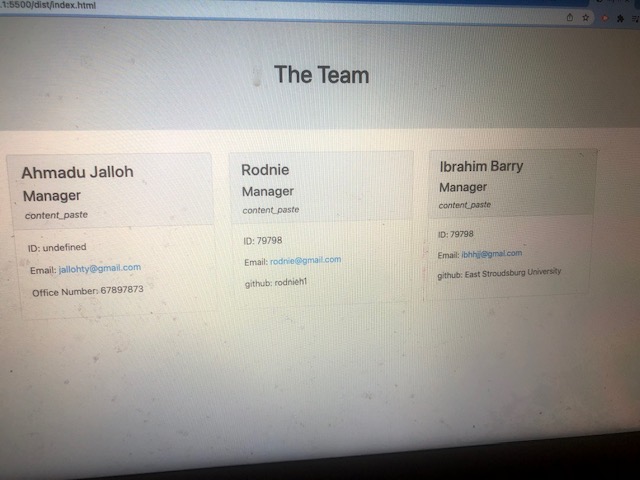 .1:5500/dist/index.html
The Team
Ahmadu Jalloh
Manager
content_paste
ID: undefined
Email: jallohty@gmail.com
Office Number: 67897873
Rodnie
Manager
content_paste
ID: 79798
Email: rodnie@gmail.com
github: rodnieh1
Ibrahim Barry
Manager
content_paste
ID: 79798
Email: ibhhjj@gmail.com
github: East Stroudsburg University